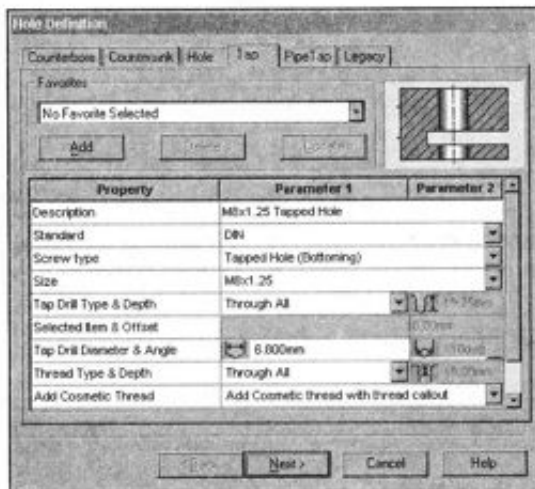 Hole Definition
Counterbore Countersunk Hole Tap PipeTap Legacy
Favorites
No Favorite Selected
Add
Property Parameter 1 Parameter 2
Description M8x1.25 Tapped Hole
Standard DIN
Screw type Tapped Hole (Bottoming)
Size M8x1.25
Tap Drill Type & Depth Through All
Selected Item & Offset
Tap Drill Diameter & Angle 6.800mm
Thread Type & Depth Through All
Add Cosmetic Thread Add Cosmetic thread with thread callout
Next > Cancel Help